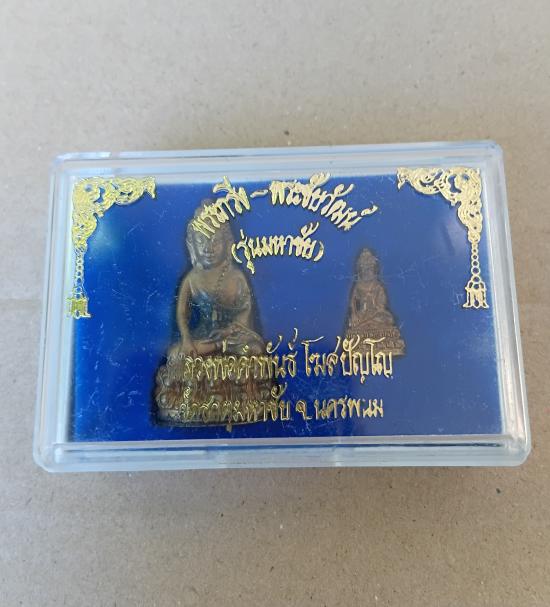 พระกริ่ง - พระชัยวัฒน์
(รุ่นมหาชัย)
หลวงพ่อคำพันธ์ โฆสปัญโญ
วัดธาตุมหาชัย จ.นครพนม